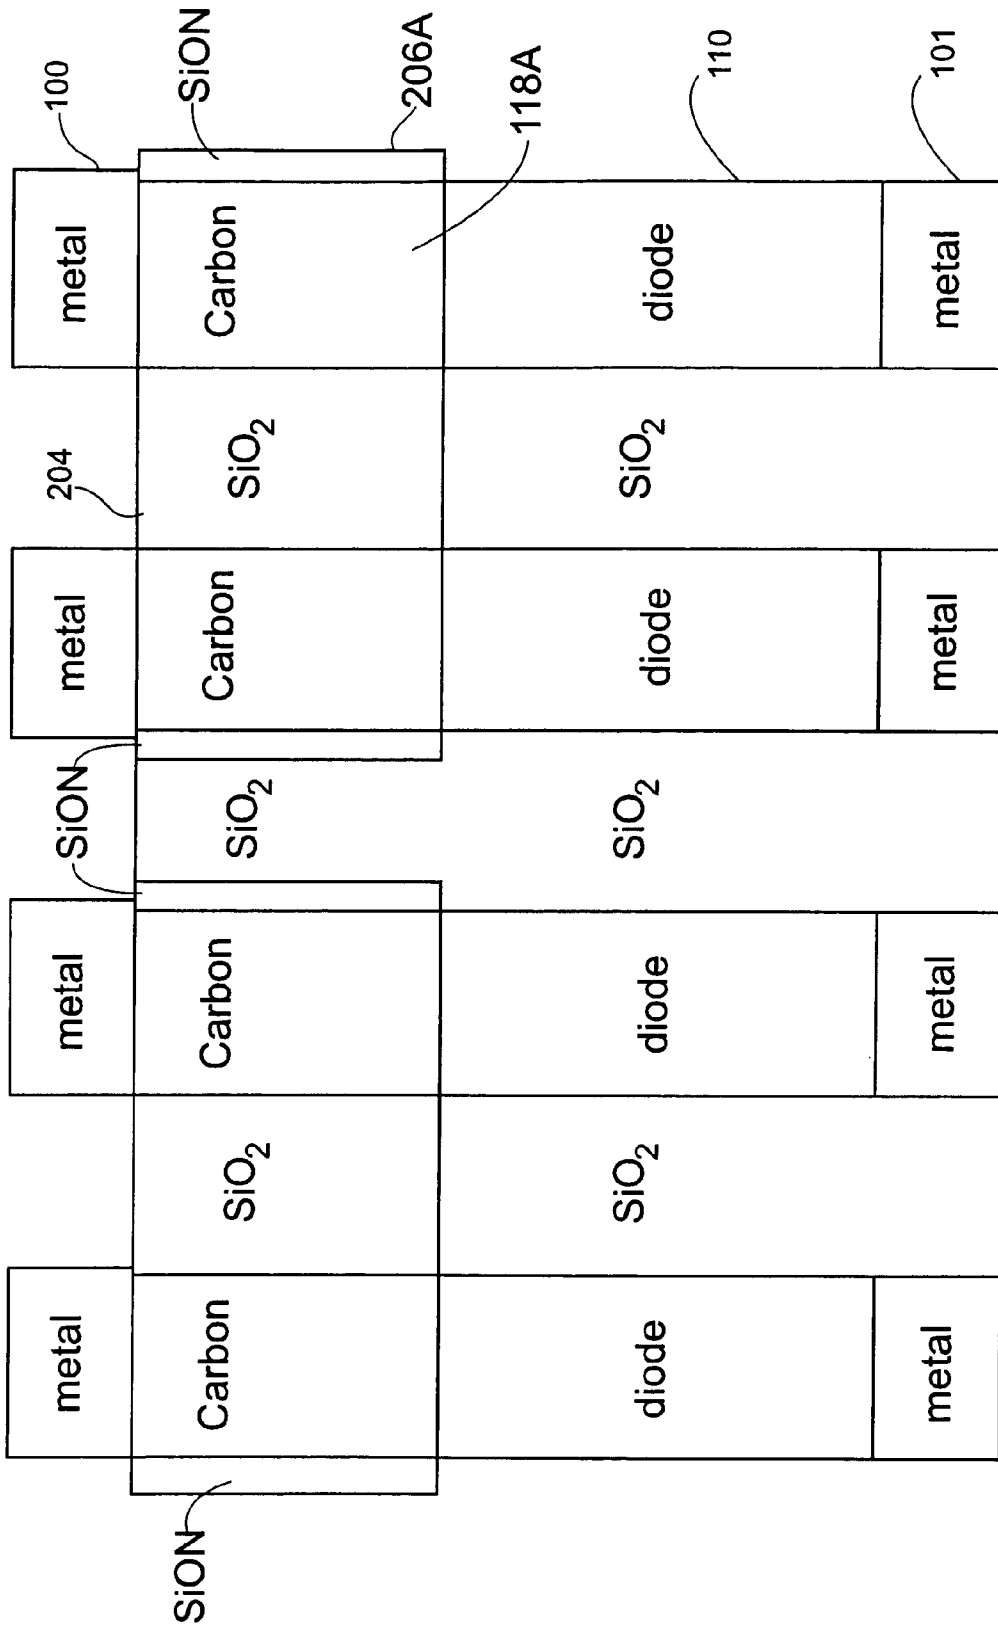 metal metal SiON metal 204 metal 100
SiON Carbon SiO₂ Carbon SiO₂ Carbon SiO₂ Carbon SiON
206A
118A
diode SiO₂ diode SiO₂ diode SiO₂ diode 110
metal metal metal metal 101